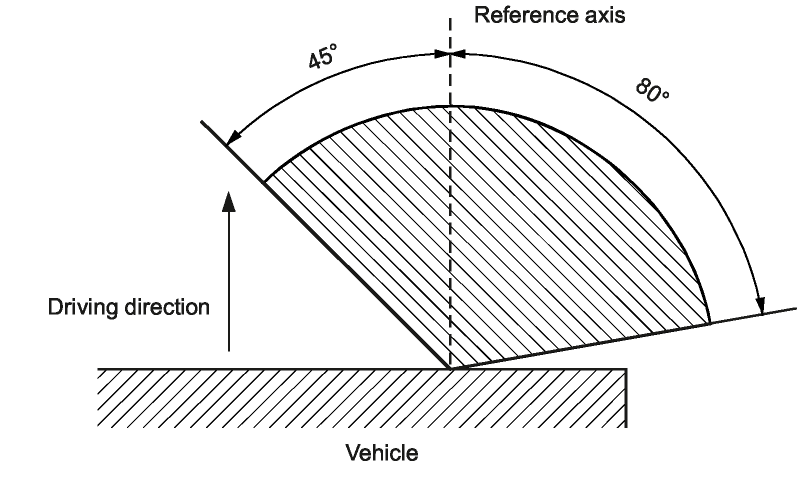 Reference axis
45°
80°
Driving direction
Vehicle